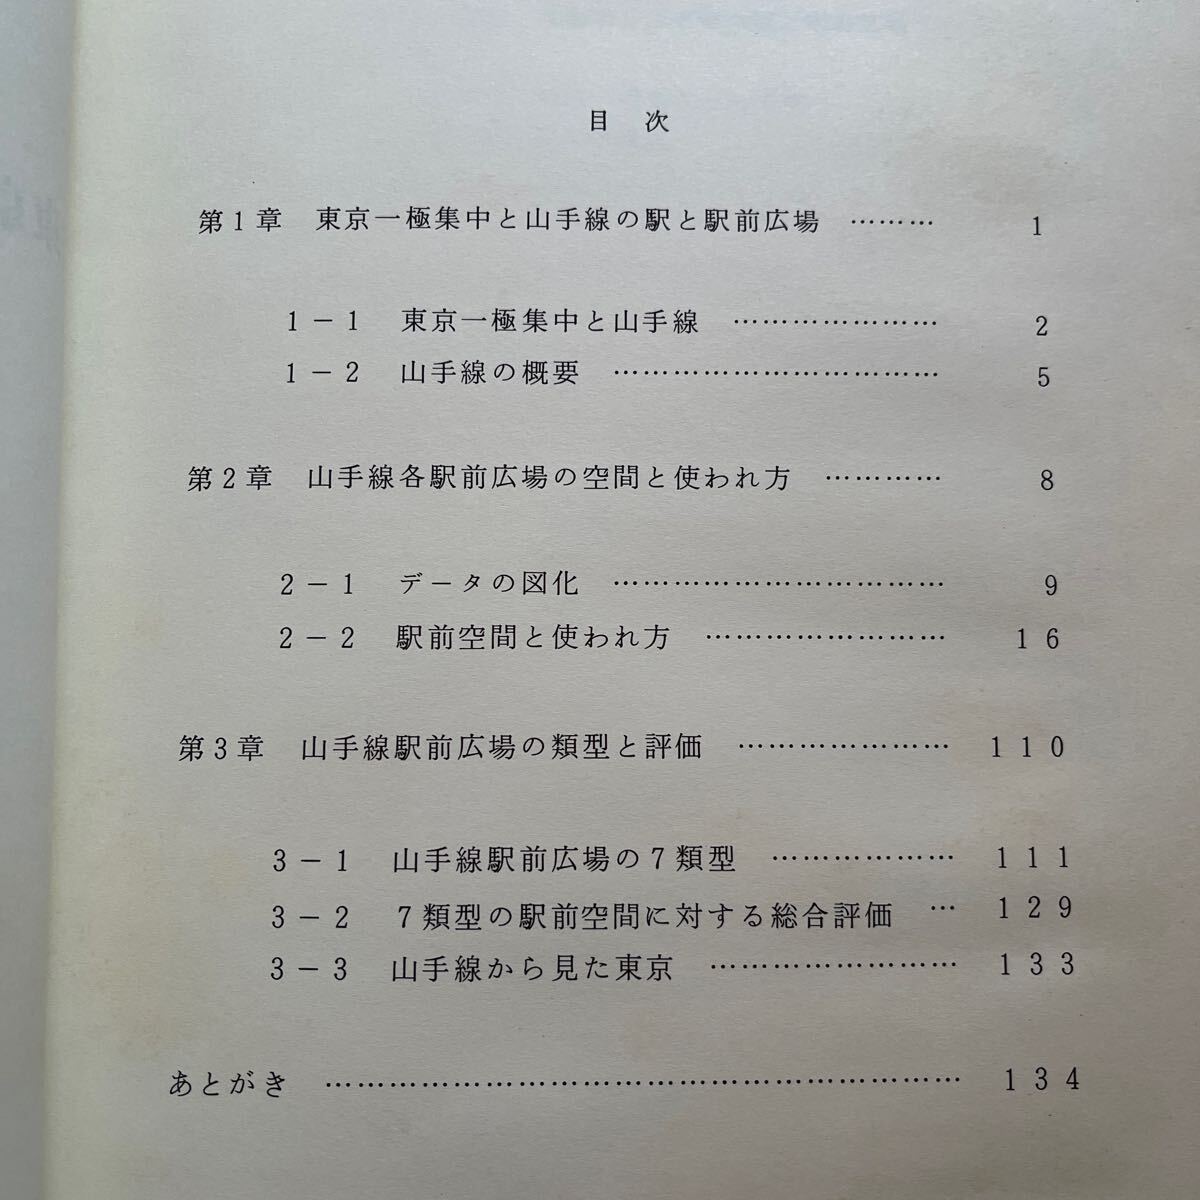 目　次
第１章　東京一極集中と山手線の駅と駅前広場 ……… １
１－１　東京一極集中と山手線 ………………… ２
１－２　山手線の概要 …………………………… ５
第２章　山手線各駅前広場の空間と使われ方 ………… ８
２－１　データの図化 …………………………… ９
２－２　駅前空間と使われ方 …………………… １６
第３章　山手線駅前広場の類型と評価 ………………… １１０
３－１　山手線駅前広場の７類型 ……………… １１１
３－２　７類型の駅前空間に対する総合評価 … １２９
３－３　山手線から見た東京 …………………… １３３
あとがき ……………………………………………………… １３４